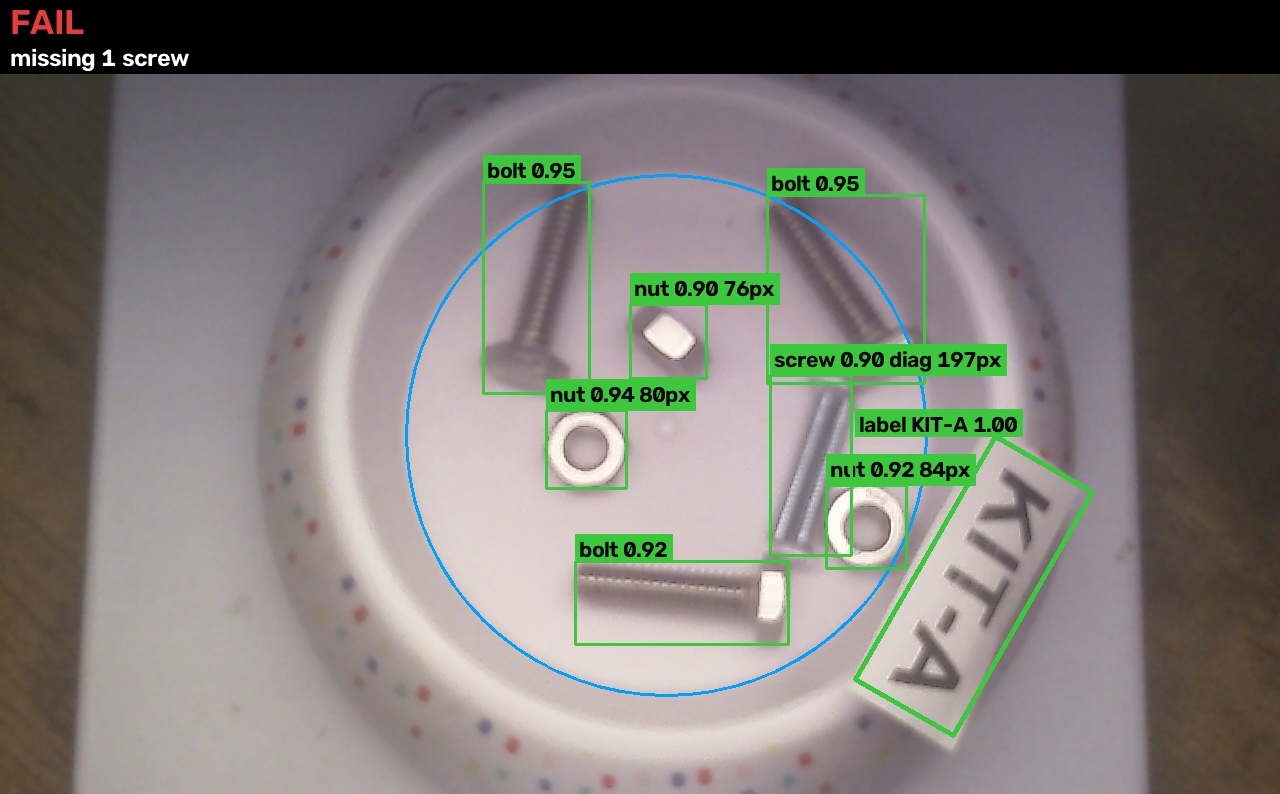 FAIL
missing 1 screw
bolt 0.95
bolt 0.95
nut 0.90 76px
screw 0.90 diag 197px
nut 0.94 80px
label KIT-A 1.00
nut 0.92 84px
bolt 0.92
KIT-A